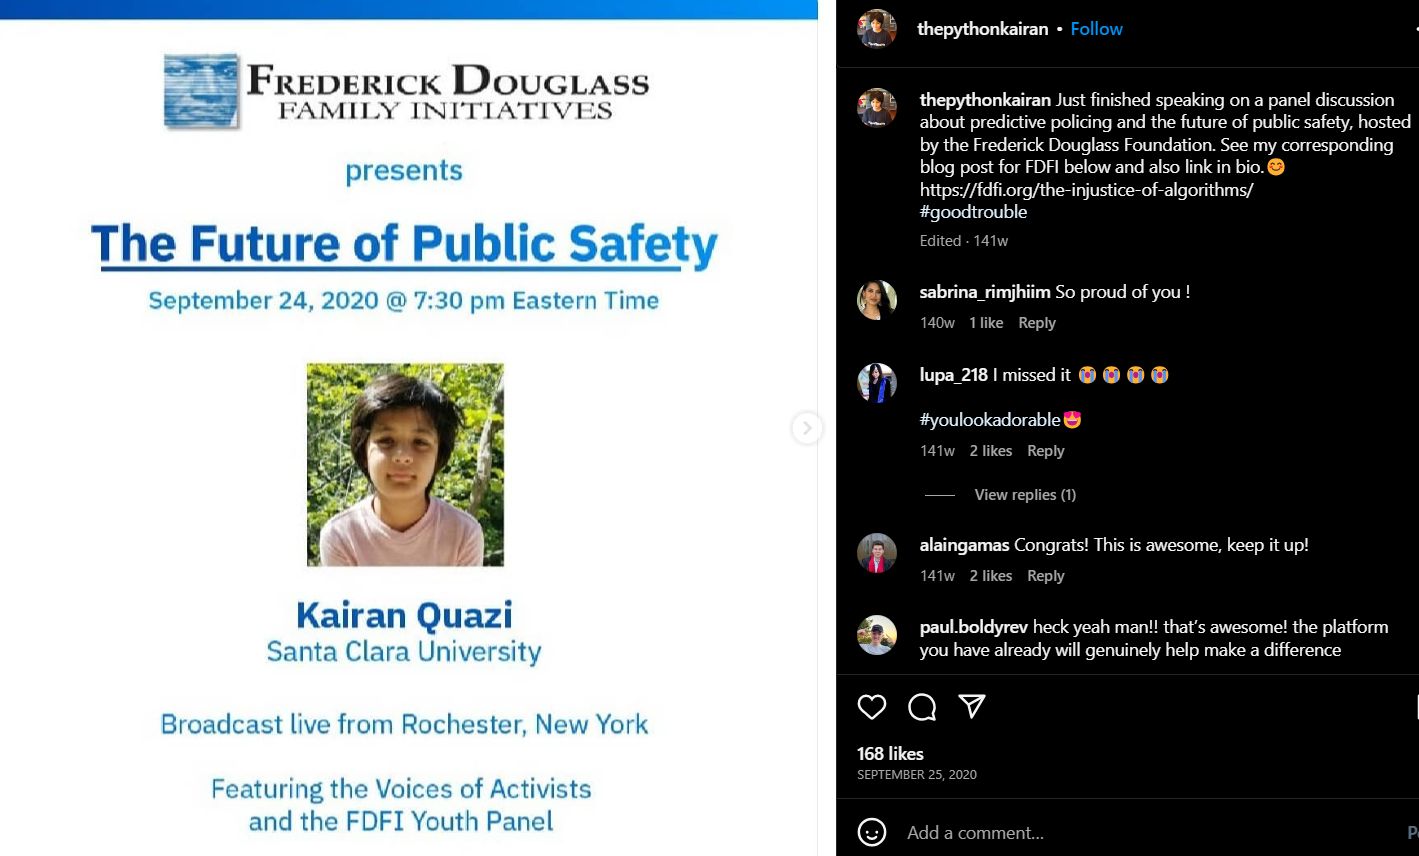 FREDERICK DOUGLASS
FAMILY INITIATIVES
presents
The Future of Public Safety
September 24, 2020 @ 7:30 pm Eastern Time
Kairan Quazi
Santa Clara University
Broadcast live from Rochester, New York
Featuring the Voices of Activists
and the FDFI Youth Panel
thepythonkairan • Follow
thepythonkairan Just finished speaking on a panel discussion
about predictive policing and the future of public safety, hosted
by the Frederick Douglass Foundation. See my corresponding
blog post for FDFI below and also link in bio.😊
https://fdfi.org/the-injustice-of-algorithms/
#goodtrouble
Edited · 141w
sabrina_rimjhiim So proud of you !
140w 1 like Reply
lupa_218 I missed it 😭😭😭😭
#youlookadorable😍
141w 2 likes Reply
View replies (1)
alaingamas Congrats! This is awesome, keep it up!
141w 2 likes Reply
paul.boldyrev heck yeah man!! that’s awesome! the platform
you have already will genuinely help make a difference
168 likes
SEPTEMBER 25, 2020
Add a comment...